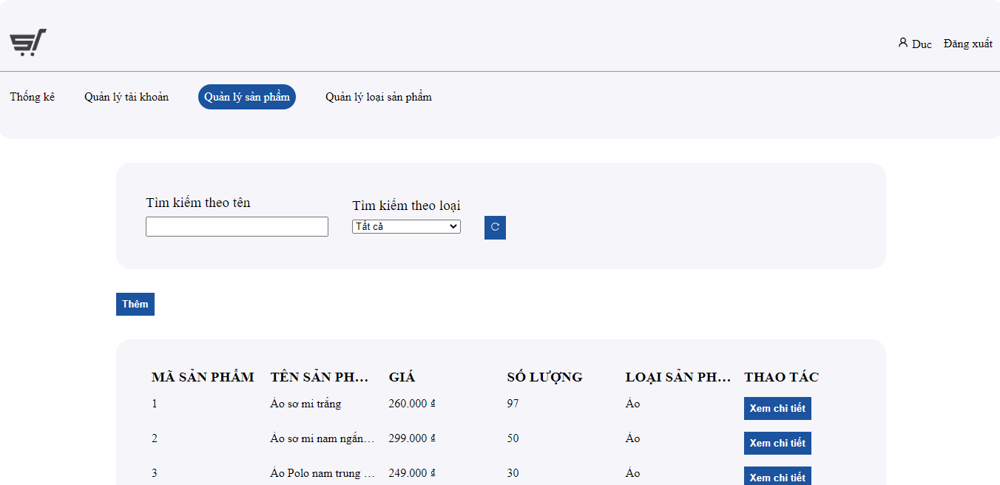 Duc Đăng xuất
Thống kê Quản lý tài khoản Quản lý sản phẩm Quản lý loại sản phẩm
Tìm kiếm theo tên Tìm kiếm theo loại
Tất cả
Thêm
MÃ SẢN PHẨM TÊN SẢN PH... GIÁ SỐ LƯỢNG LOẠI SẢN PH... THAO TÁC
1 Áo sơ mi trắng 260.000 ₫ 97 Áo Xem chi tiết
2 Áo sơ mi nam ngắn... 299.000 ₫ 50 Áo Xem chi tiết
3 Áo Polo nam trung ... 249.000 ₫ 30 Áo Xem chi tiết